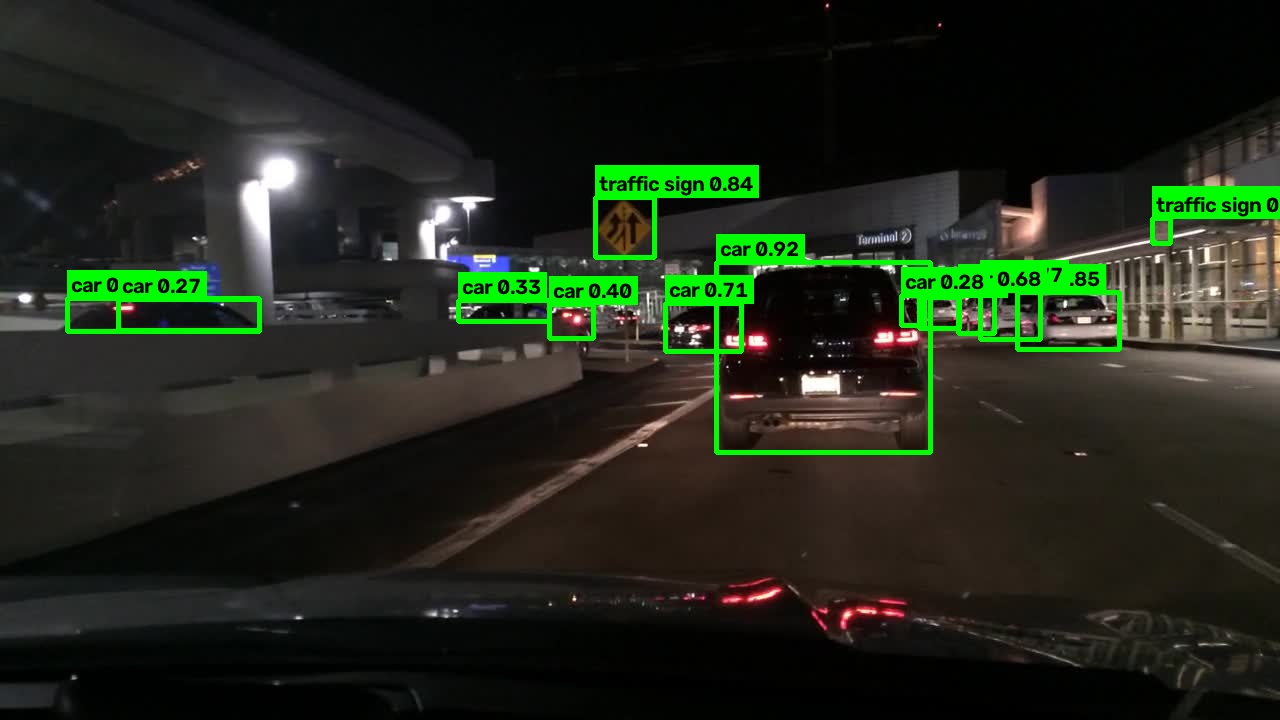 traffic sign 0.84
traffic sign 0
car 0.92
Terminal 2
car 0
car 0.27
car 0.33
car 0.40
car 0.71
car 0.28
0.68
7
.85